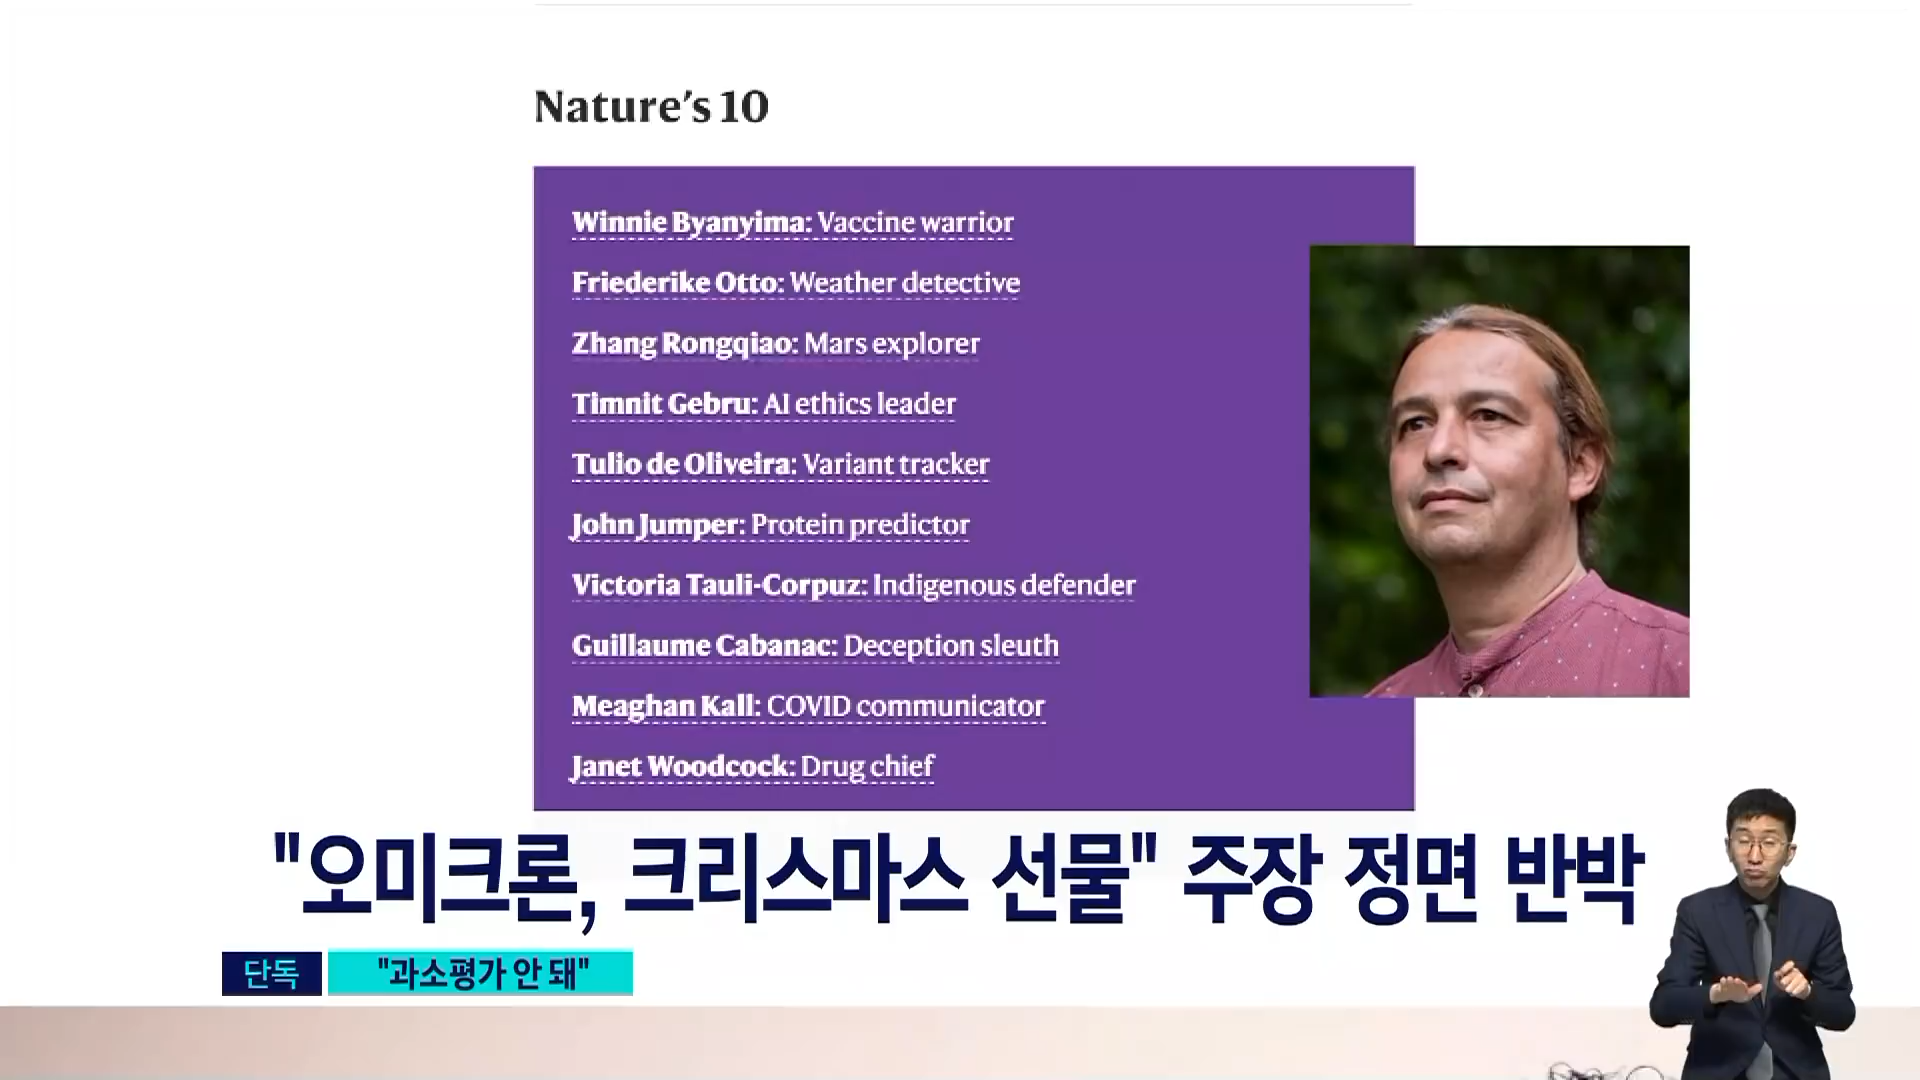 Nature's 10
Winnie Byanyima: Vaccine warrior
Friederike Otto: Weather detective
Zhang Rongqiao: Mars explorer
Timnit Gebru: AI ethics leader
Tulio de Oliveira: Variant tracker
John Jumper: Protein predictor
Victoria Tauli-Corpuz: Indigenous defender
Guillaume Cabanac: Deception sleuth
Meaghan Kall: COVID communicator
Janet Woodcock: Drug chief
"오미크론, 크리스마스 선물" 주장 정면 반박
단독 "과소평가 안 돼"